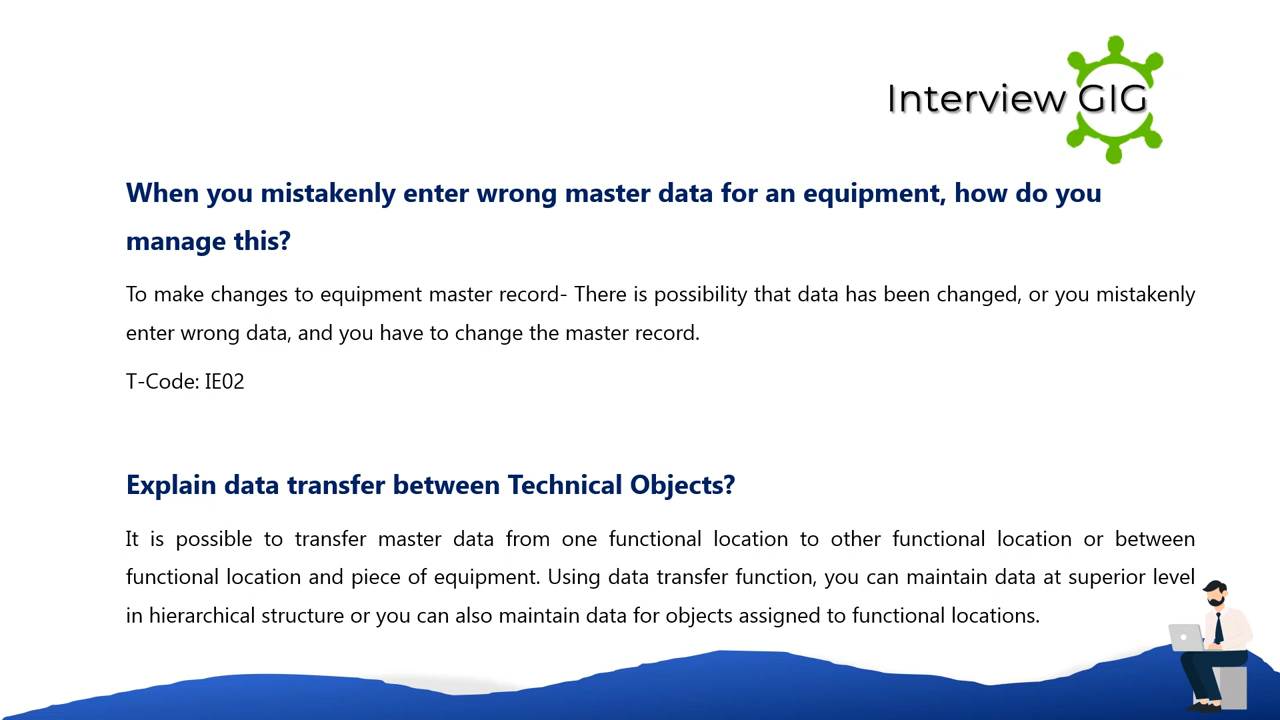 Interview GIG
When you mistakenly enter wrong master data for an equipment, how do you
manage this?
To make changes to equipment master record- There is possibility that data has been changed, or you mistakenly
enter wrong data, and you have to change the master record.
T-Code: IE02
Explain data transfer between Technical Objects?
It is possible to transfer master data from one functional location to other functional location or between
functional location and piece of equipment. Using data transfer function, you can maintain data at superior level
in hierarchical structure or you can also maintain data for objects assigned to functional locations.